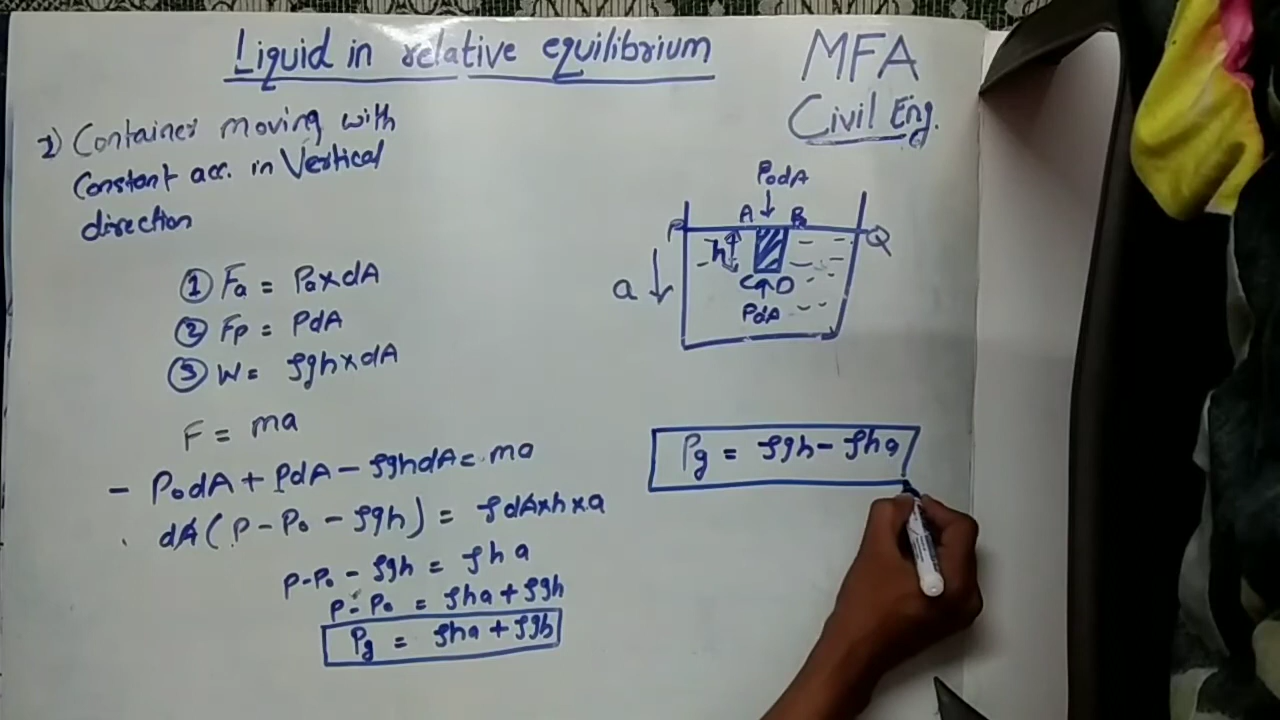 Liquid in relative equilibrium
MFA
Civil Eng.
2) Container moving with
Constant acc. in Vertical
direction
① Fa = P₀×dA
② Fp = PdA
③ W = ρgh×dA
F = ma
- P₀dA + PdA - ρghdA = ma
dA (P - P₀ - ρgh) = ρdA×h×a
P-P₀ - ρgh = ρha
P-P₀ = ρha + ρgh
Pg = ρha + ρgh
P₀dA
A B
P Q
h
a
C D
PdA
Pg = ρgh - ρha